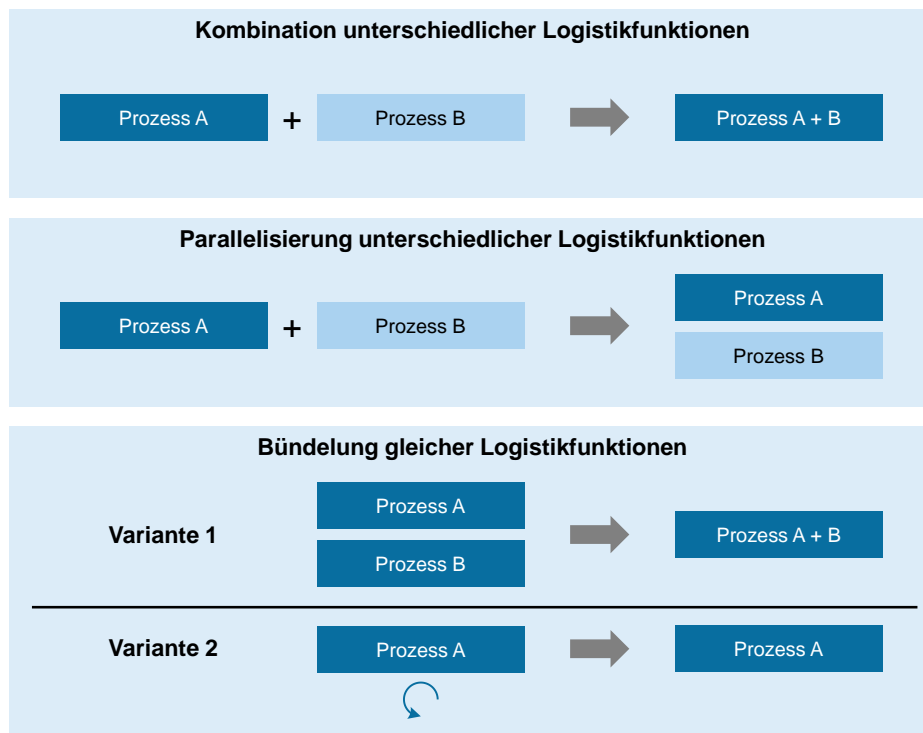 Kombination unterschiedlicher Logistikfunktionen
Prozess A + Prozess B Prozess A + B
Parallelisierung unterschiedlicher Logistikfunktionen
Prozess A + Prozess B Prozess A
Prozess B
Bündelung gleicher Logistikfunktionen
Variante 1 Prozess A Prozess A + B
Prozess B
Variante 2 Prozess A Prozess A